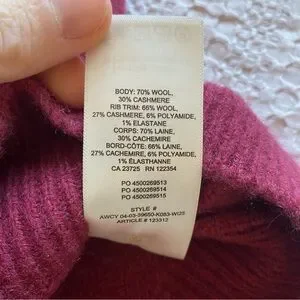 BODY: 70% WOOL,
30% CASHMERE
RIB TRIM: 66% WOOL,
27% CASHMERE, 6% POLYAMIDE,
1% ELASTANE
CORPS: 70% LAINE,
30% CACHEMIRE
BORD-CÔTE: 66% LAINE,
27% CACHEMIRE, 6% POLYAMIDE,
1% ÉLASTHANNE
CA 23725 RN 122354
PO 4500269513
PO 4500269514
PO 4500269515
STYLE #
AWCY 04-03-39650-K083-WI25
ARTICLE # 123312